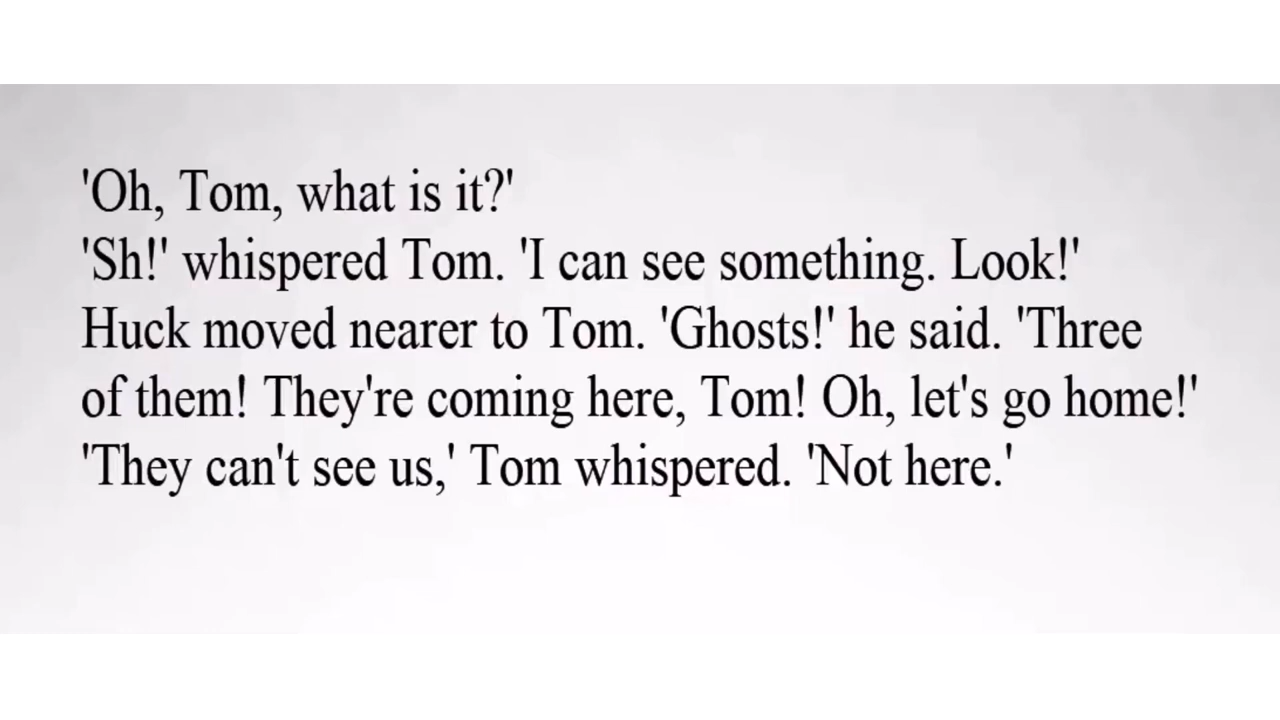 'Oh, Tom, what is it?'
'Sh!' whispered Tom. 'I can see something. Look!'
Huck moved nearer to Tom. 'Ghosts!' he said. 'Three
of them! They're coming here, Tom! Oh, let's go home!'
'They can't see us,' Tom whispered. 'Not here.'